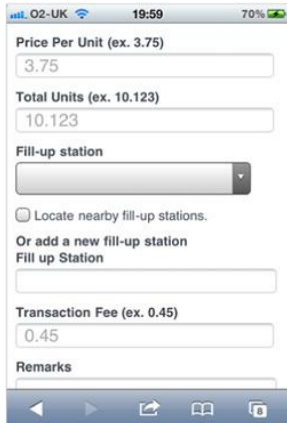 O2-UK 19:59 70%
Price Per Unit (ex. 3.75)
3.75
Total Units (ex. 10.123)
10.123
Fill-up station
Locate nearby fill-up stations.
Or add a new fill-up station
Fill up Station
Transaction Fee (ex. 0.45)
0.45
Remarks
8